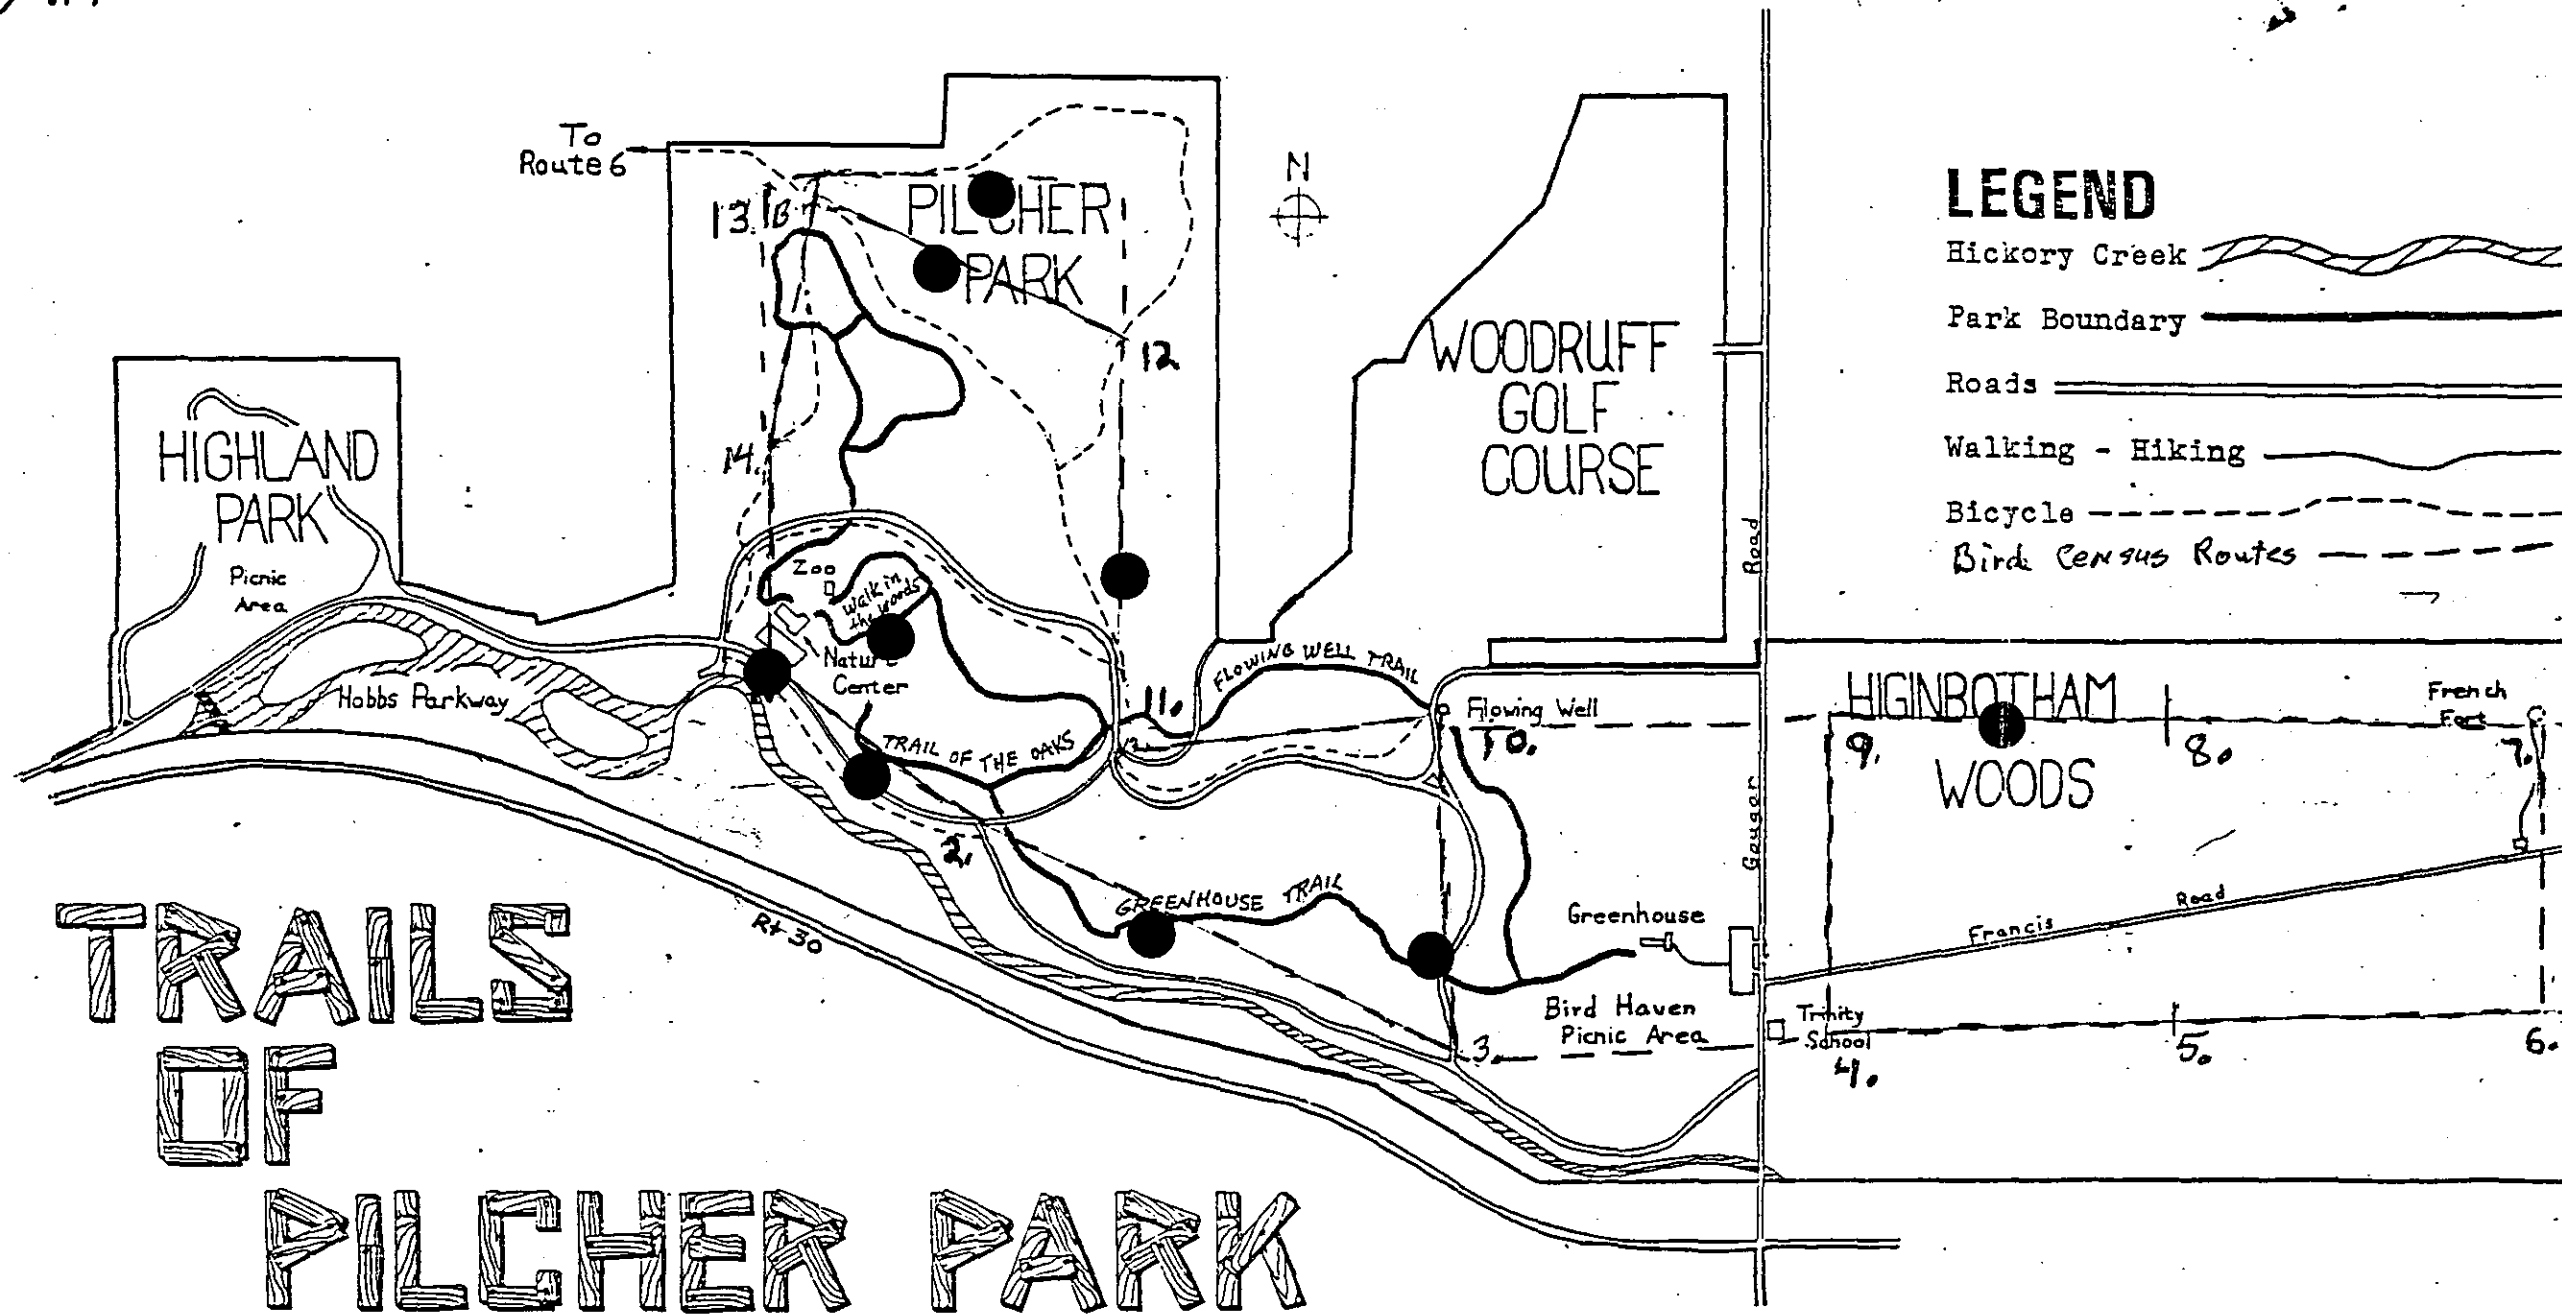 To
Route 6
N
13.
B
PILCHER
PARK
12.
14.
HIGHLAND
PARK
Picnic
Area
WOODRUFF
GOLF
COURSE
LEGEND
Hickory Creek
Park Boundary
Roads
Walking - Hiking
Bicycle
Bird Census Routes
Road
Zoo
Walk in
the Woods
Nature
Center
Hobbs Parkway
TRAIL OF THE OAKS
11.
FLOWING WELL TRAIL
Flowing Well
10.
HIGINBOTHAM
WOODS
9.
8.
French
Fort
7.
2.
GREENHOUSE TRAIL
Greenhouse
Gougar
Francis Road
Rt 30
Bird Haven
Picnic Area
3.
Trinity
School
4.
5.
6.
TRAILS
OF
PILCHER PARK